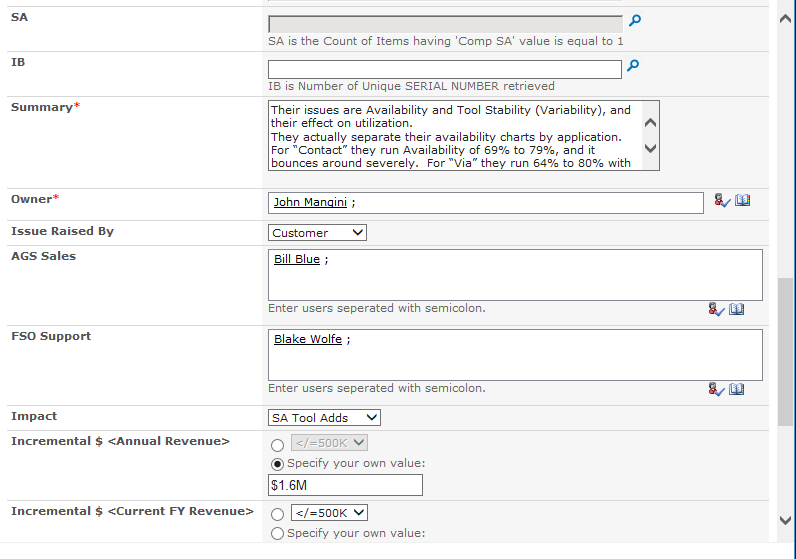 SA
SA is the Count of Items having 'Comp SA' value is equal to 1
IB
IB is Number of Unique SERIAL NUMBER retrieved
Summary*
Their issues are Availability and Tool Stability (Variability), and
their effect on utilization.
They actually separate their availability charts by application.
For “Contact” they run Availability of 69% to 79%, and it
bounces around severely.  For “Via” they run 64% to 80% with
Owner*
John Mangini ;
Issue Raised By
Customer
AGS Sales
Bill Blue ;
Enter users seperated with semicolon.
FSO Support
Blake Wolfe ;
Enter users seperated with semicolon.
Impact
SA Tool Adds
Incremental $ <Annual Revenue>
</=500K
Specify your own value:
$1.6M
Incremental $ <Current FY Revenue>
</=500K
Specify your own value: